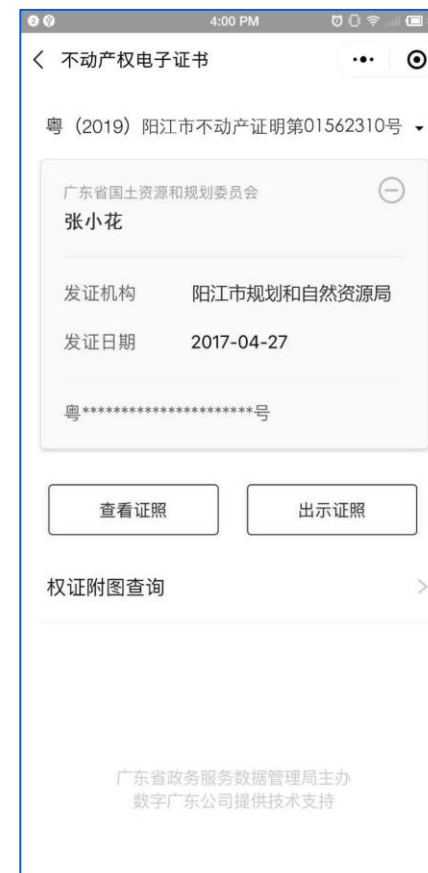 4:00 PM
不动产权电子证书
粤（2019）阳江市不动产证明第01562310号
广东省国土资源和规划委员会
张小花
发证机构 阳江市规划和自然资源局
发证日期 2017-04-27
粤**********************号
查看证照 出示证照
权证附图查询
广东省政务服务数据管理局主办
数字广东公司提供技术支持